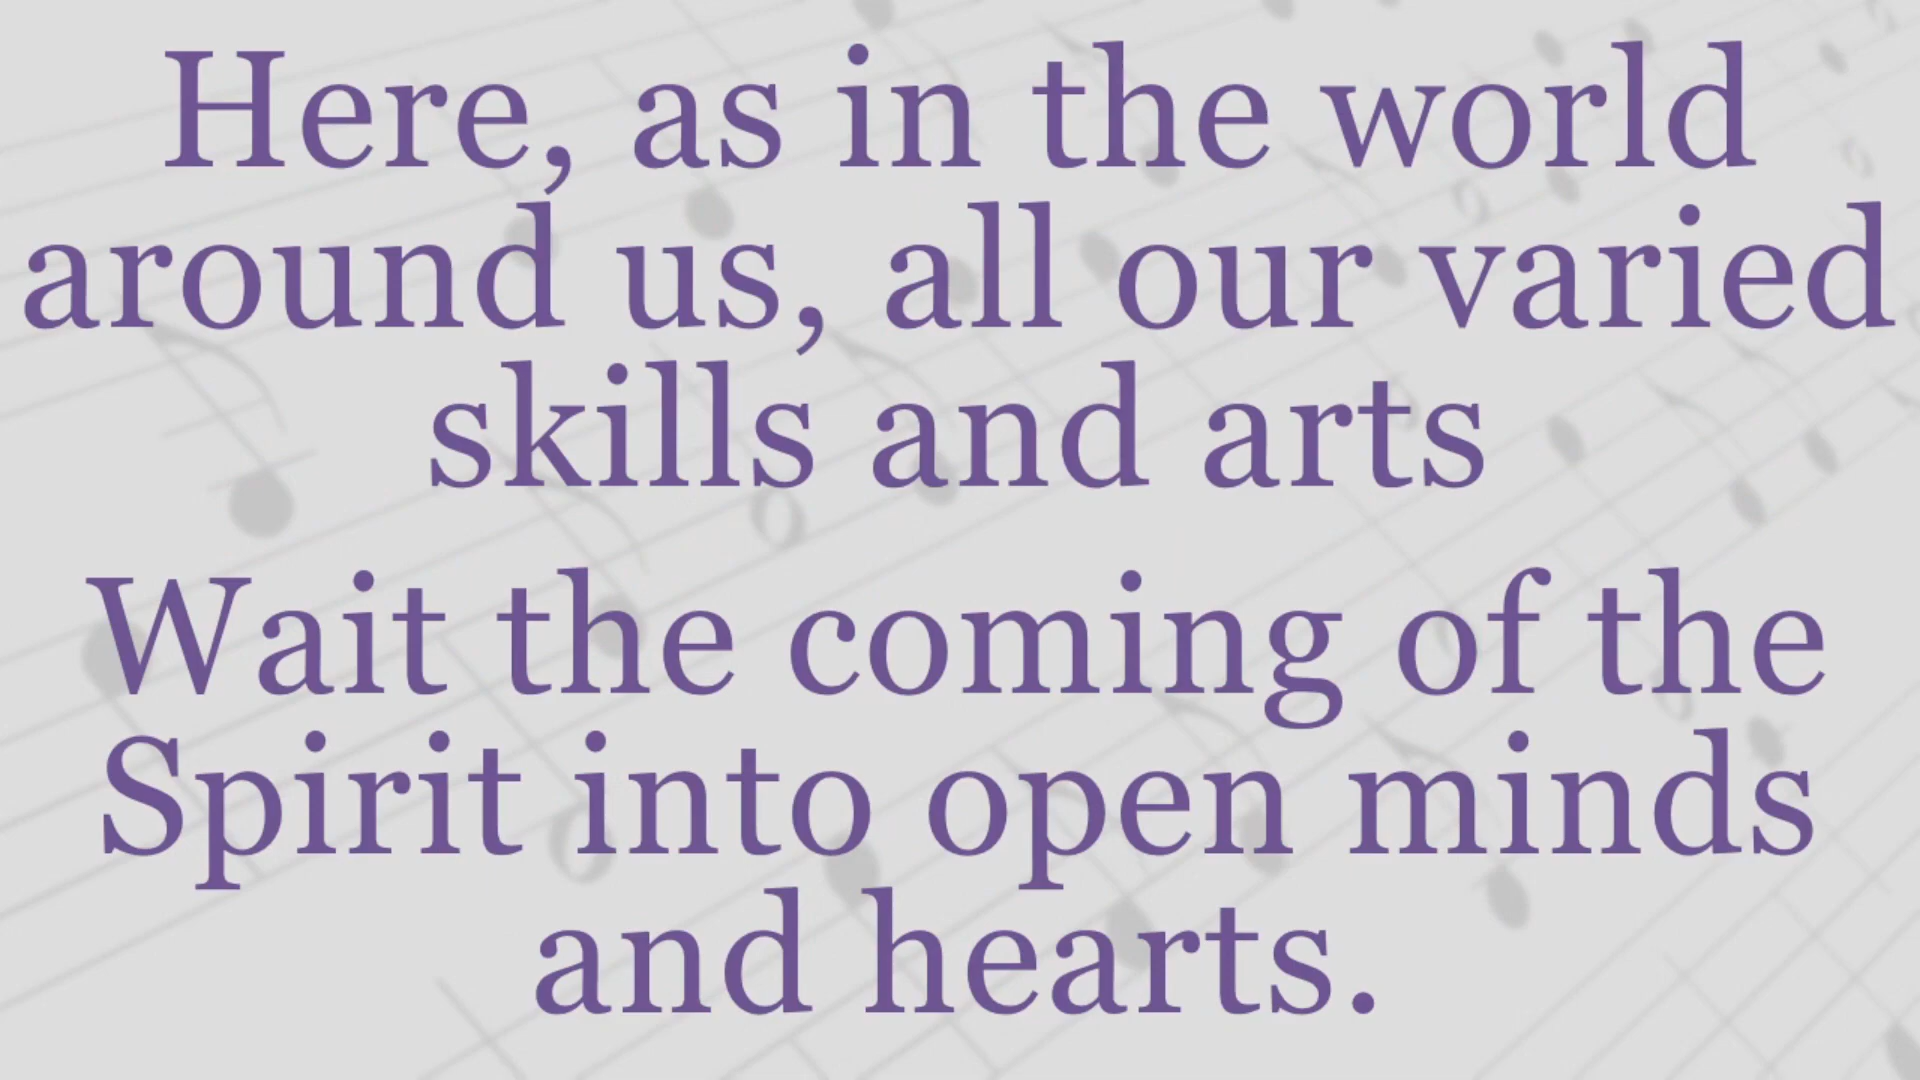 Here, as in the world
around us, all our varied
skills and arts
Wait the coming of the
Spirit into open minds
and hearts.